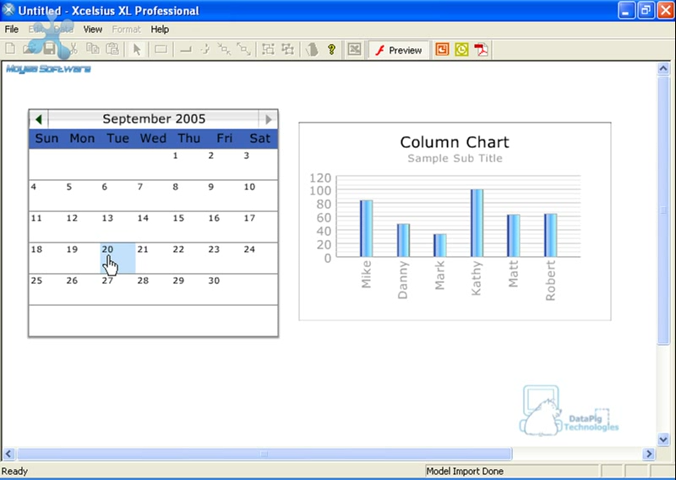 Untitled - Xcelsius XL Professional
File View Format Help
Preview
Moyea Software
September 2005
Sun Mon Tue Wed Thu Fri Sat
1 2 3
4 5 6 7 8 9 10
11 12 13 14 15 16 17
18 19 20 21 22 23 24
25 26 27 28 29 30
Column Chart
Sample Sub Title
120
100
80
60
40
20
0
Mike Danny Mark Kathy Matt Robert
DataPig
Technologies
Ready Model Import Done